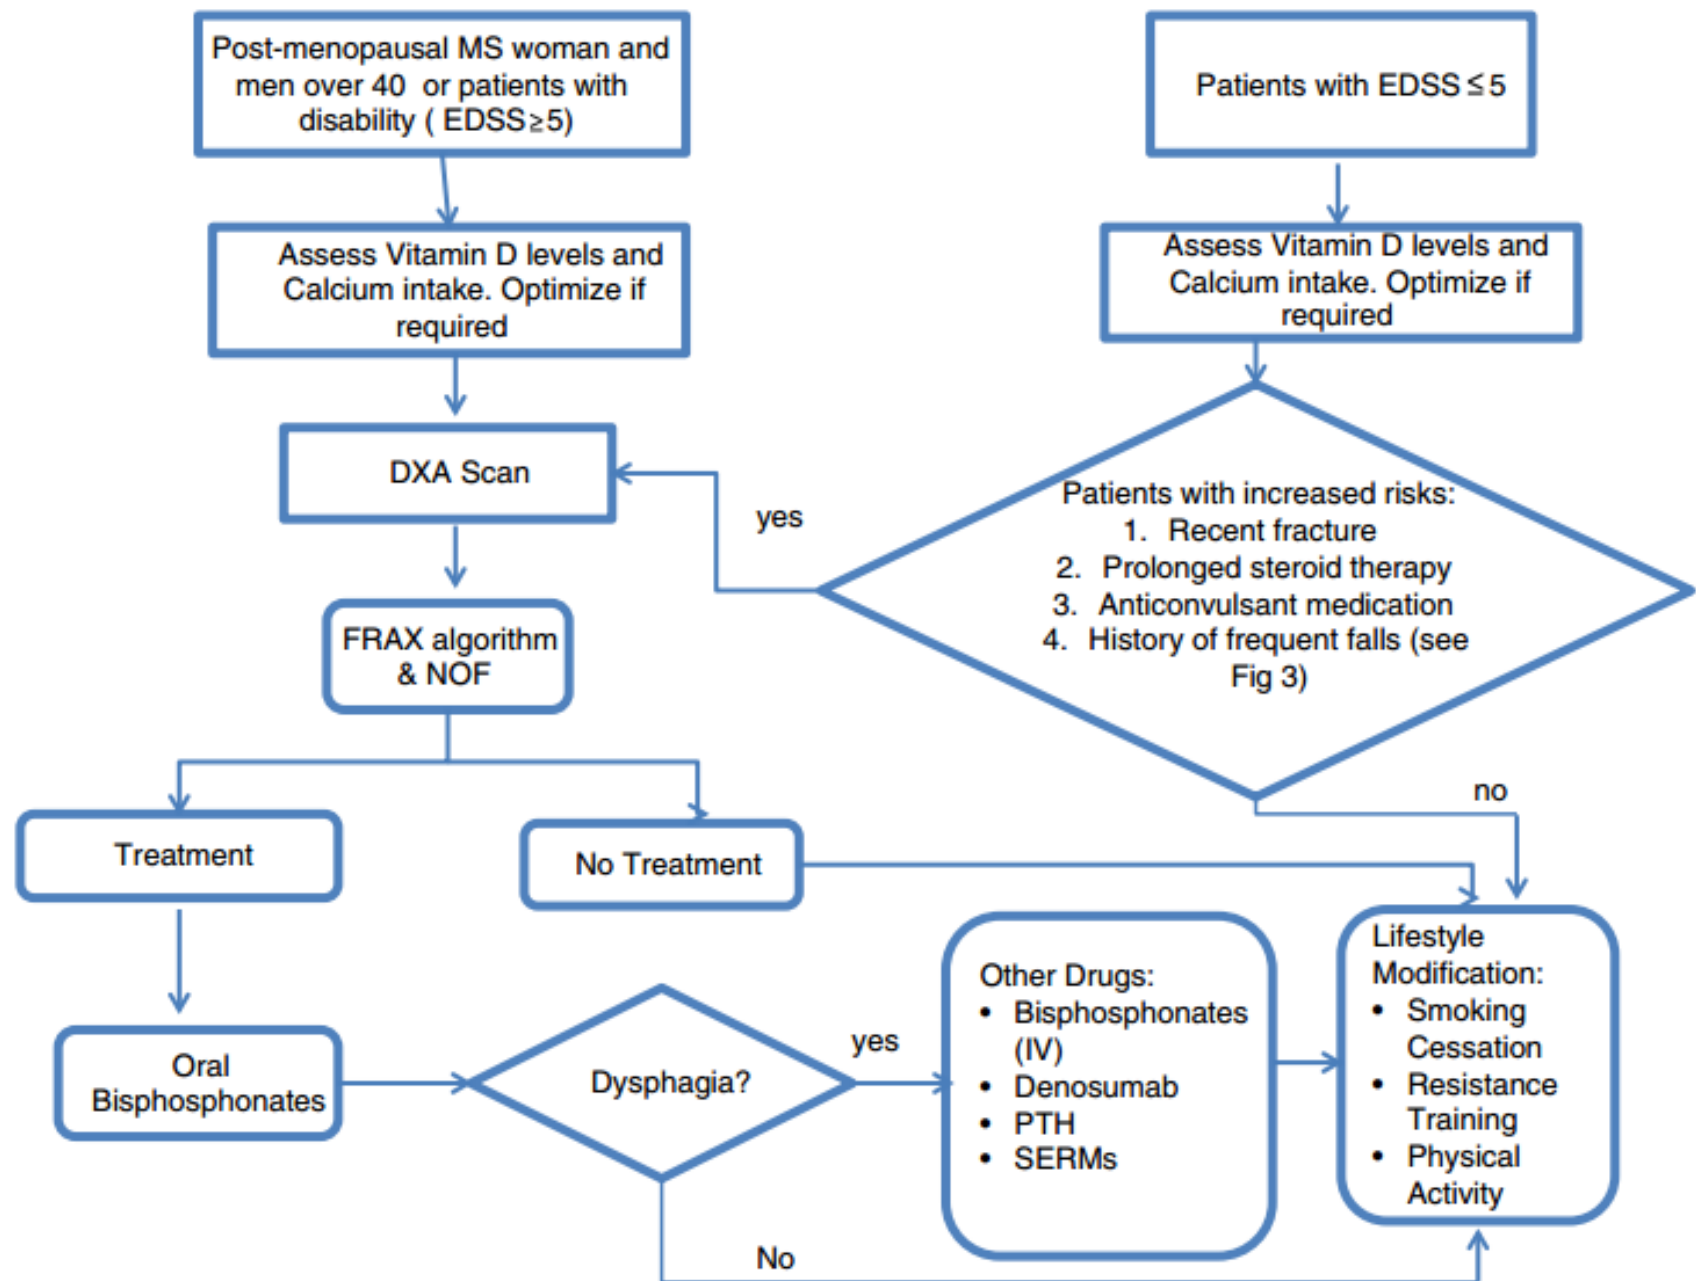 Post-menopausal MS woman and
men over 40 or patients with
disability ( EDSS≥5)
Patients with EDSS ≤ 5
Assess Vitamin D levels and
Calcium intake. Optimize if
required
Assess Vitamin D levels and
Calcium intake. Optimize if
required
DXA Scan
yes
Patients with increased risks:
1. Recent fracture
2. Prolonged steroid therapy
3. Anticonvulsant medication
4. History of frequent falls (see
Fig 3)
FRAX algorithm
& NOF
no
Treatment
No Treatment
Oral
Bisphosphonates
Dysphagia?
yes
No
Other Drugs:
• Bisphosphonates
(IV)
• Denosumab
• PTH
• SERMs
Lifestyle
Modification:
• Smoking
Cessation
• Resistance
Training
• Physical
Activity